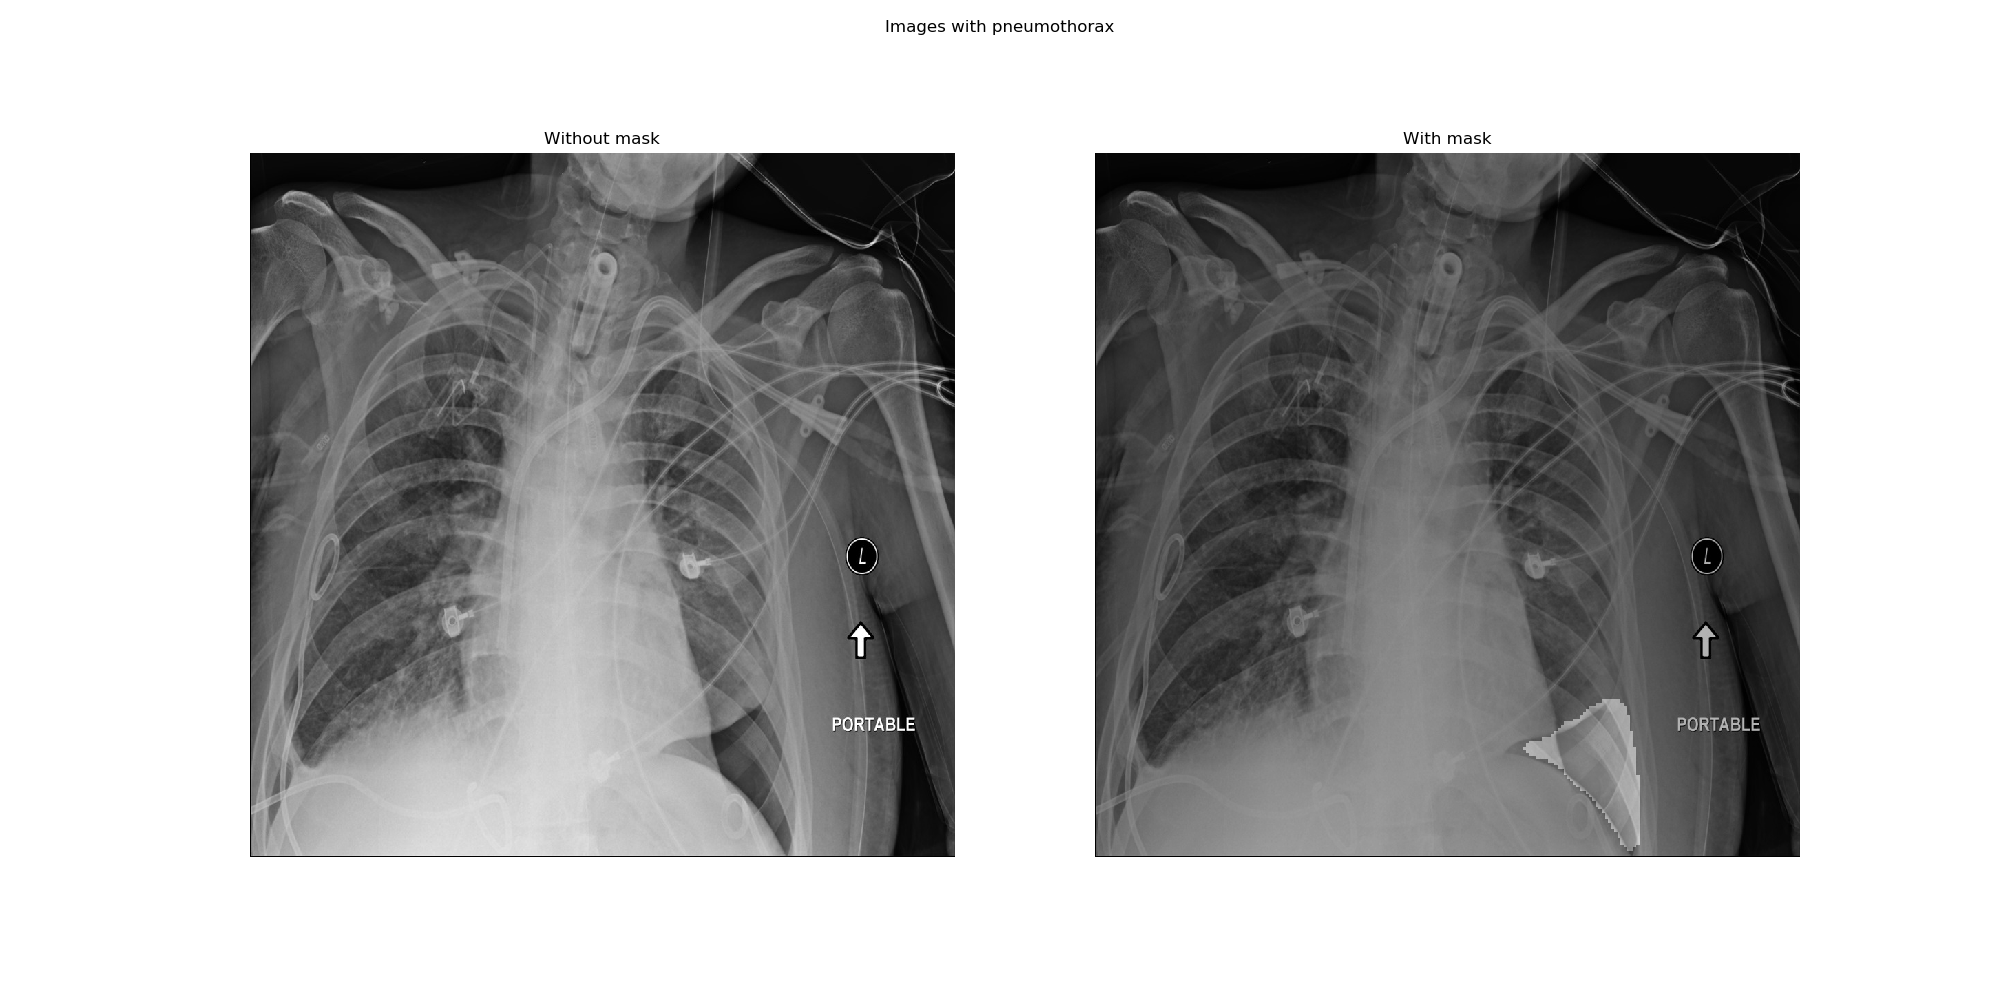 Images with pneumothorax
Without mask
With mask
L
L
PORTABLE
PORTABLE